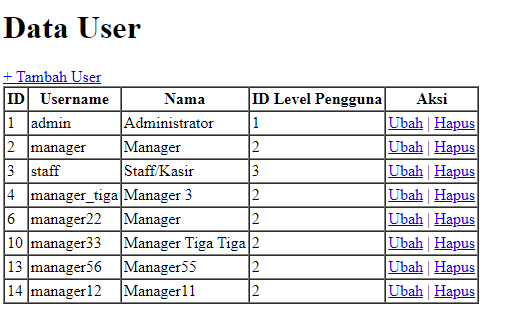 Data User
+ Tambah User
ID Username Nama ID Level Pengguna Aksi
1 admin Administrator 1 Ubah | Hapus
2 manager Manager 2 Ubah | Hapus
3 staff Staff/Kasir 3 Ubah | Hapus
4 manager_tiga Manager 3 2 Ubah | Hapus
6 manager22 Manager 2 Ubah | Hapus
10 manager33 Manager Tiga Tiga 2 Ubah | Hapus
13 manager56 Manager55 2 Ubah | Hapus
14 manager12 Manager11 2 Ubah | Hapus